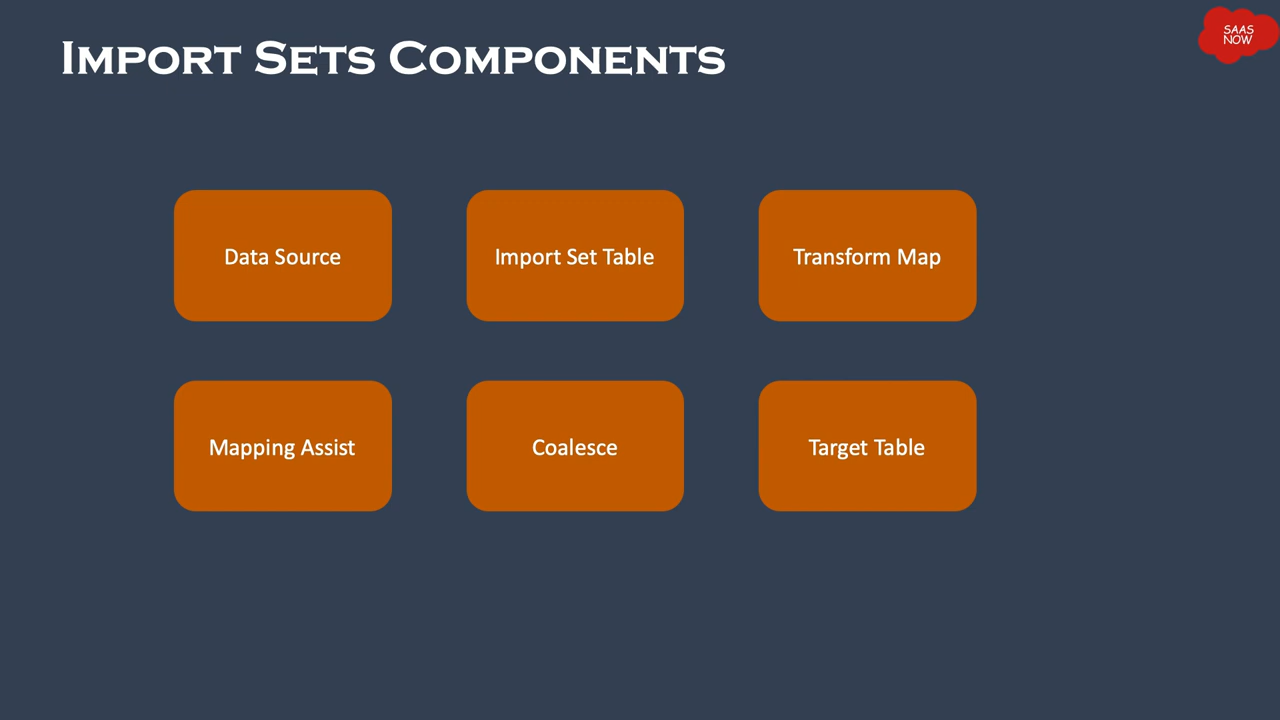 Import Sets Components
SAAS
NOW
Data Source
Import Set Table
Transform Map
Mapping Assist
Coalesce
Target Table